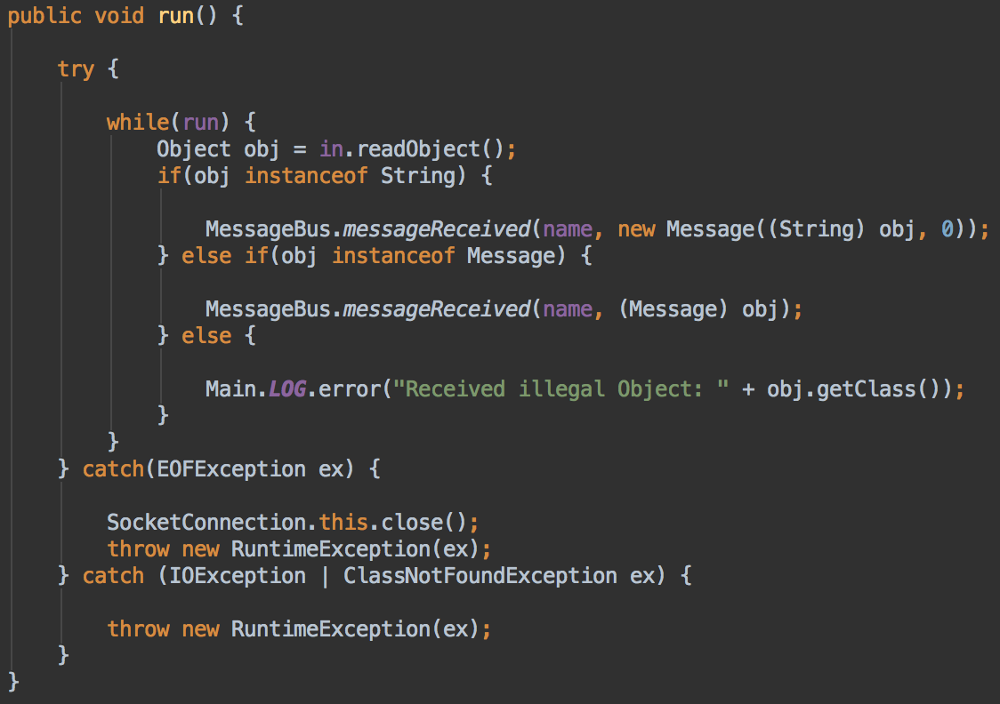 public void run() {
try {
while(run) {
Object obj = in.readObject();
if(obj instanceof String) {
MessageBus.messageReceived(name, new Message((String) obj, 0));
} else if(obj instanceof Message) {
MessageBus.messageReceived(name, (Message) obj);
} else {
Main.LOG.error("Received illegal Object: " + obj.getClass());
}
}
} catch(EOFException ex) {
SocketConnection.this.close();
throw new RuntimeException(ex);
} catch (IOException | ClassNotFoundException ex) {
throw new RuntimeException(ex);
}
}